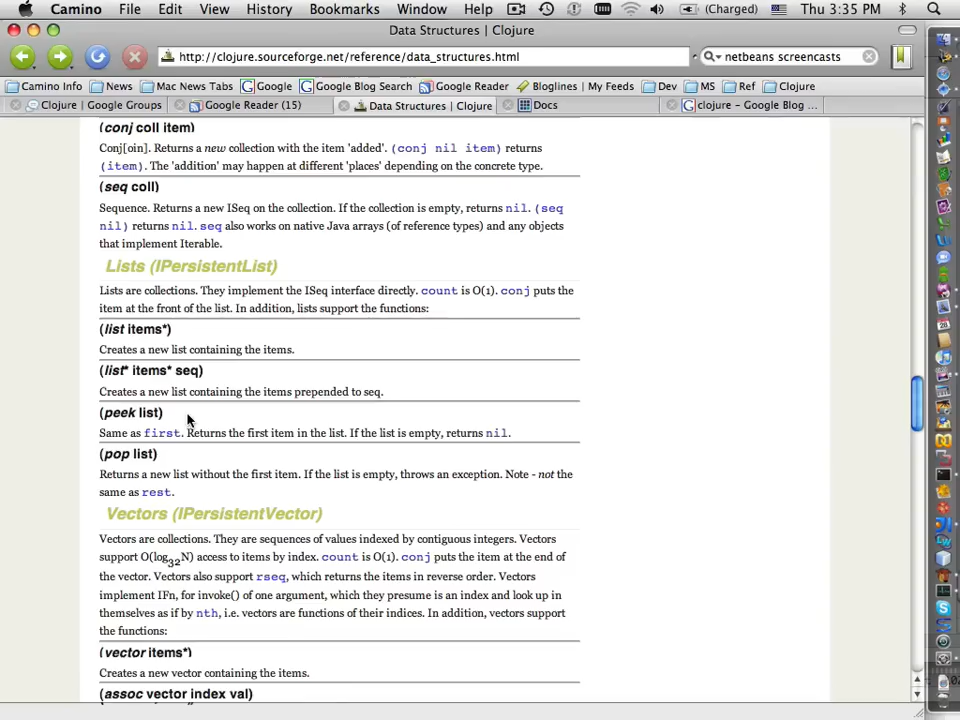 Camino File Edit View History Bookmarks Window Help (Charged) Thu 3:35 PM
Data Structures | Clojure
http://clojure.sourceforge.net/reference/data_structures.html netbeans screencasts
Camino Info News Mac News Tabs Google Google Blog Search Google Reader Bloglines | My Feeds Dev MS Ref Clojure
Clojure | Google Groups Google Reader (15) Data Structures | Clojure Docs clojure - Google Blog ...
(conj coll item)
Conj[oin]. Returns a new collection with the item 'added'. (conj nil item) returns
(item). The 'addition' may happen at different 'places' depending on the concrete type.
(seq coll)
Sequence. Returns a new ISeq on the collection. If the collection is empty, returns nil. (seq
nil) returns nil. seq also works on native Java arrays (of reference types) and any objects
that implement Iterable.
Lists (IPersistentList)
Lists are collections. They implement the ISeq interface directly. count is O(1). conj puts the
item at the front of the list. In addition, lists support the functions:
(list items*)
Creates a new list containing the items.
(list* items* seq)
Creates a new list containing the items prepended to seq.
(peek list)
Same as first. Returns the first item in the list. If the list is empty, returns nil.
(pop list)
Returns a new list without the first item. If the list is empty, throws an exception. Note - not the
same as rest.
Vectors (IPersistentVector)
Vectors are collections. They are sequences of values indexed by contiguous integers. Vectors
support O(log32N) access to items by index. count is O(1). conj puts the item at the end of
the vector. Vectors also support rseq, which returns the items in reverse order. Vectors
implement IFn, for invoke() of one argument, which they presume is an index and look up in
themselves as if by nth, i.e. vectors are functions of their indices. In addition, vectors support
the functions:
(vector items*)
Creates a new vector containing the items.
(assoc vector index val)